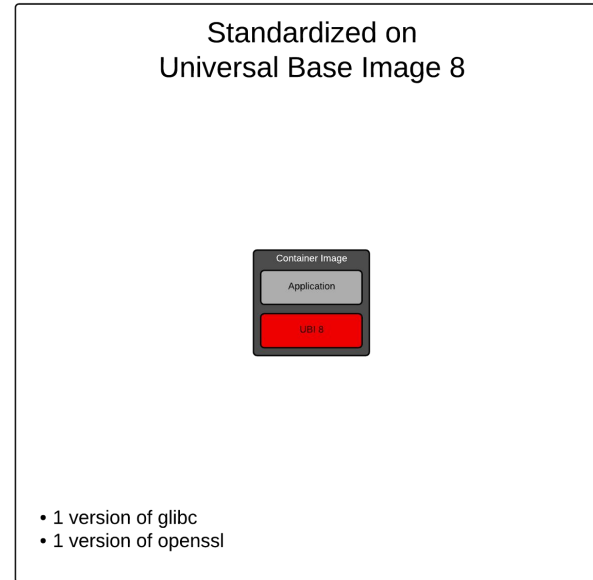 Standardized on
Universal Base Image 8
Container Image
Application
UBI 8
• 1 version of glibc
• 1 version of openssl